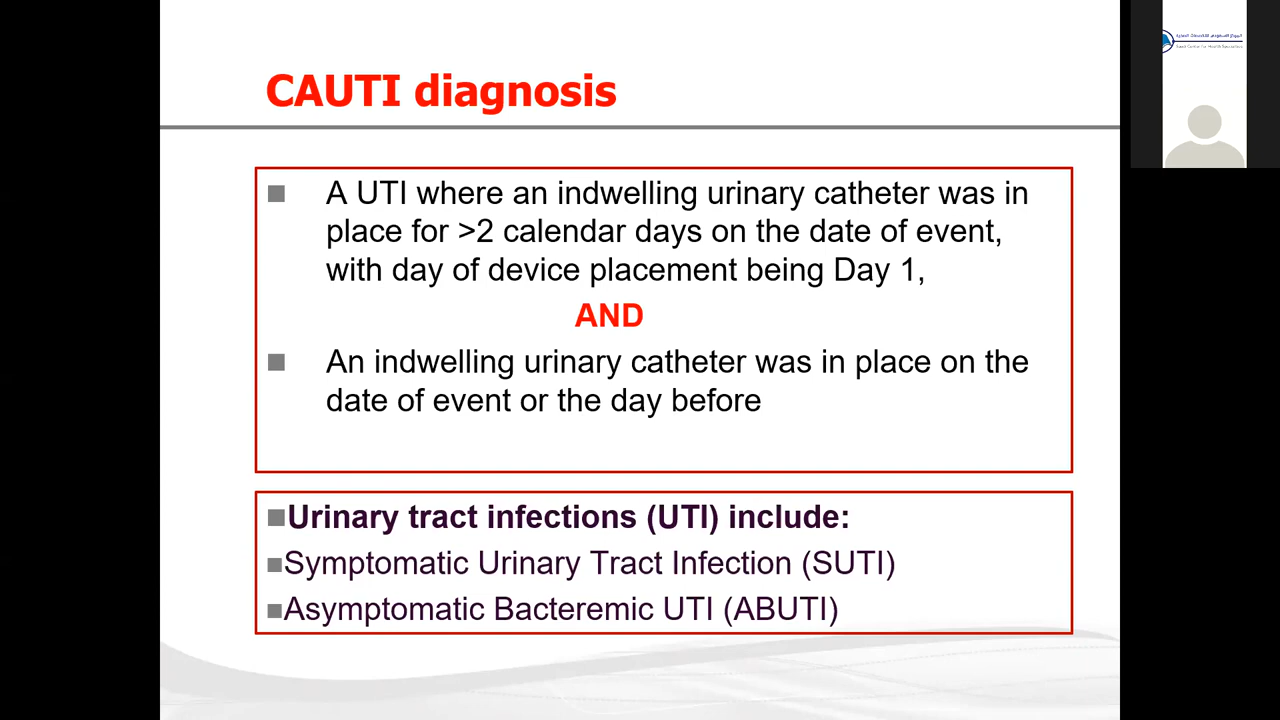 CAUTI diagnosis
A UTI where an indwelling urinary catheter was in
place for >2 calendar days on the date of event,
with day of device placement being Day 1,
AND
An indwelling urinary catheter was in place on the
date of event or the day before
Urinary tract infections (UTI) include:
Symptomatic Urinary Tract Infection (SUTI)
Asymptomatic Bacteremic UTI (ABUTI)